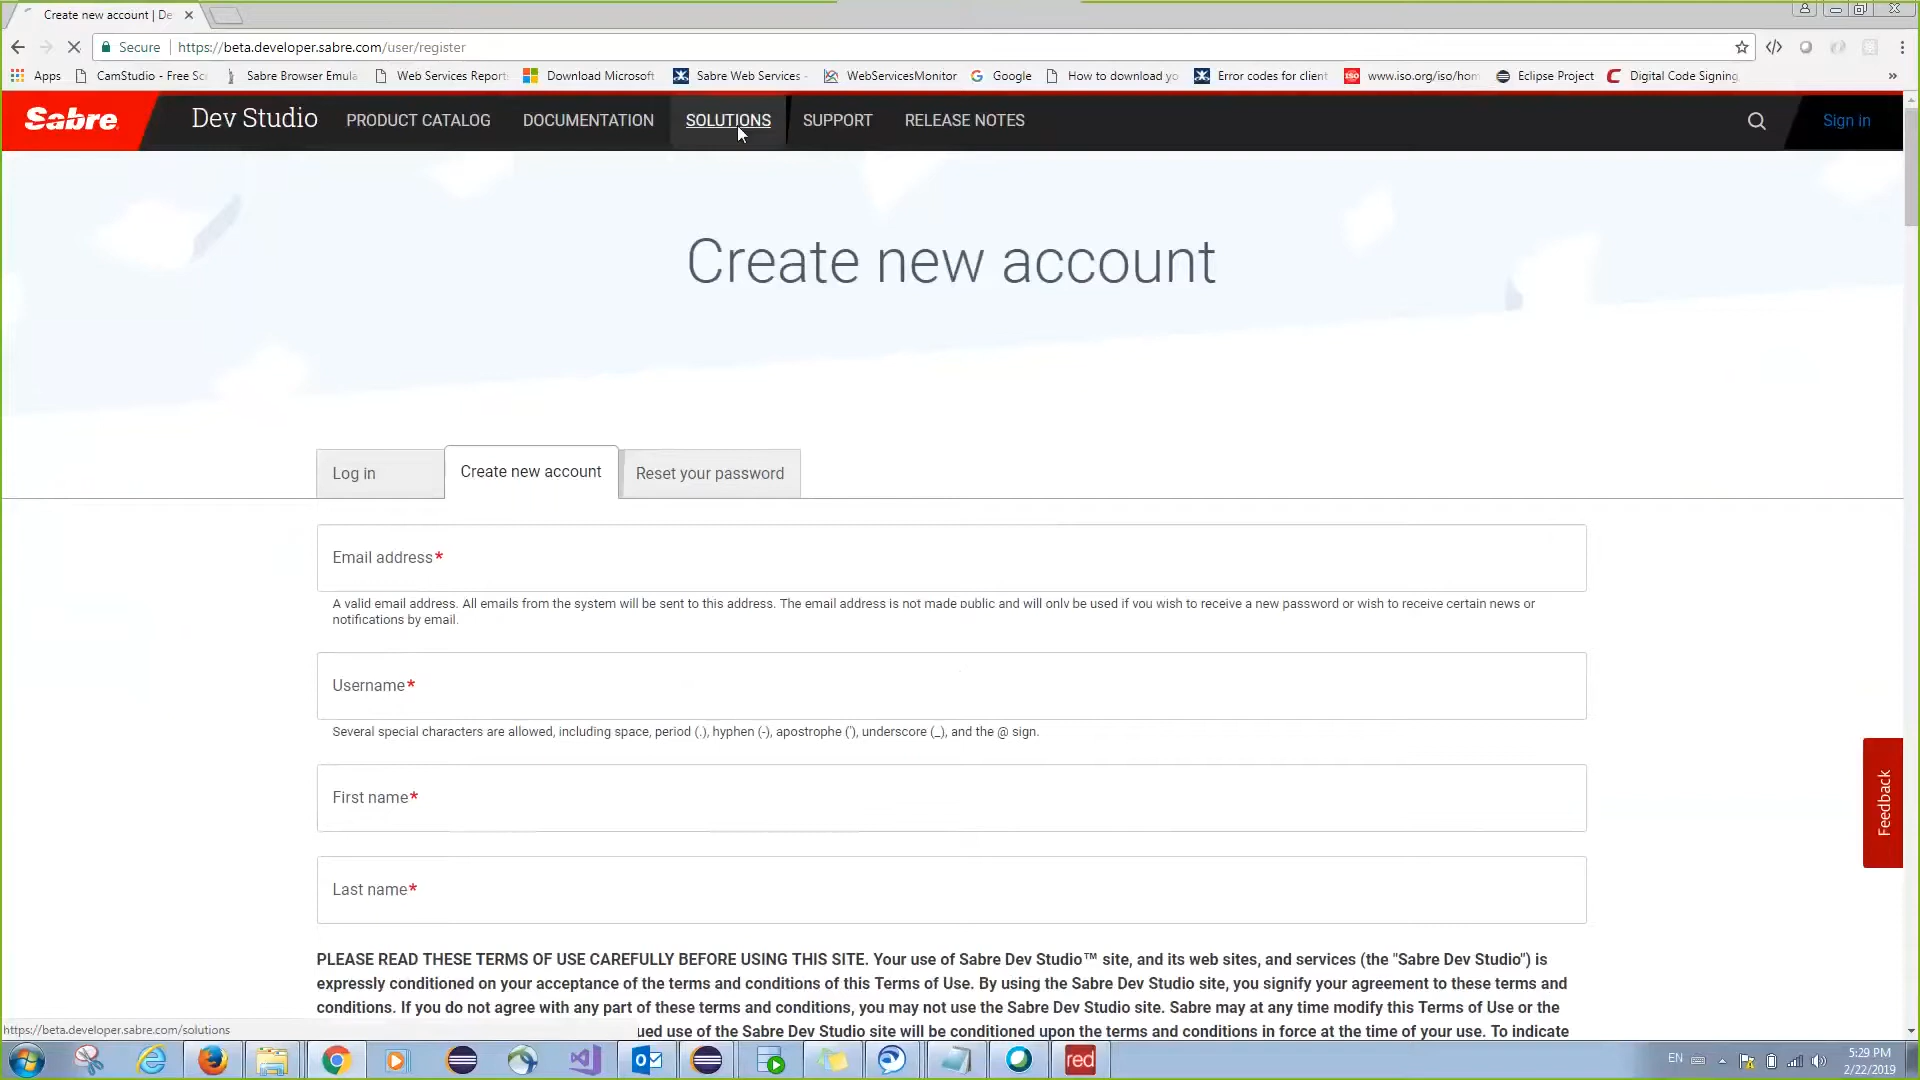 Create new account | De
Secure https://beta.developer.sabre.com/user/register
Apps CamStudio - Free Sc Sabre Browser Emula Web Services Report Download Microsoft Sabre Web Services - WebServicesMonitor Google How to download yo Error codes for client www.iso.org/iso/hom Eclipse Project Digital Code Signing
Sabre Dev Studio PRODUCT CATALOG DOCUMENTATION SOLUTIONS SUPPORT RELEASE NOTES Sign in
Create new account
Log in Create new account Reset your password
Email address*
A valid email address. All emails from the system will be sent to this address. The email address is not made public and will only be used if you wish to receive a new password or wish to receive certain news or
notifications by email.
Username*
Several special characters are allowed, including space, period (.), hyphen (-), apostrophe ('), underscore (_), and the @ sign.
First name*
Feedback
Last name*
PLEASE READ THESE TERMS OF USE CAREFULLY BEFORE USING THIS SITE. Your use of Sabre Dev Studio™ site, and its web sites, and services (the "Sabre Dev Studio") is
expressly conditioned on your acceptance of the terms and conditions of this Terms of Use. By using the Sabre Dev Studio site, you signify your agreement to these terms and
conditions. If you do not agree with any part of these terms and conditions, you may not use the Sabre Dev Studio site. Sabre may at any time modify this Terms of Use or the
https://beta.developer.sabre.com/solutions
ued use of the Sabre Dev Studio site will be conditioned upon the terms and conditions in force at the time of your use. To indicate
red
EN
5:29 PM
2/22/2019